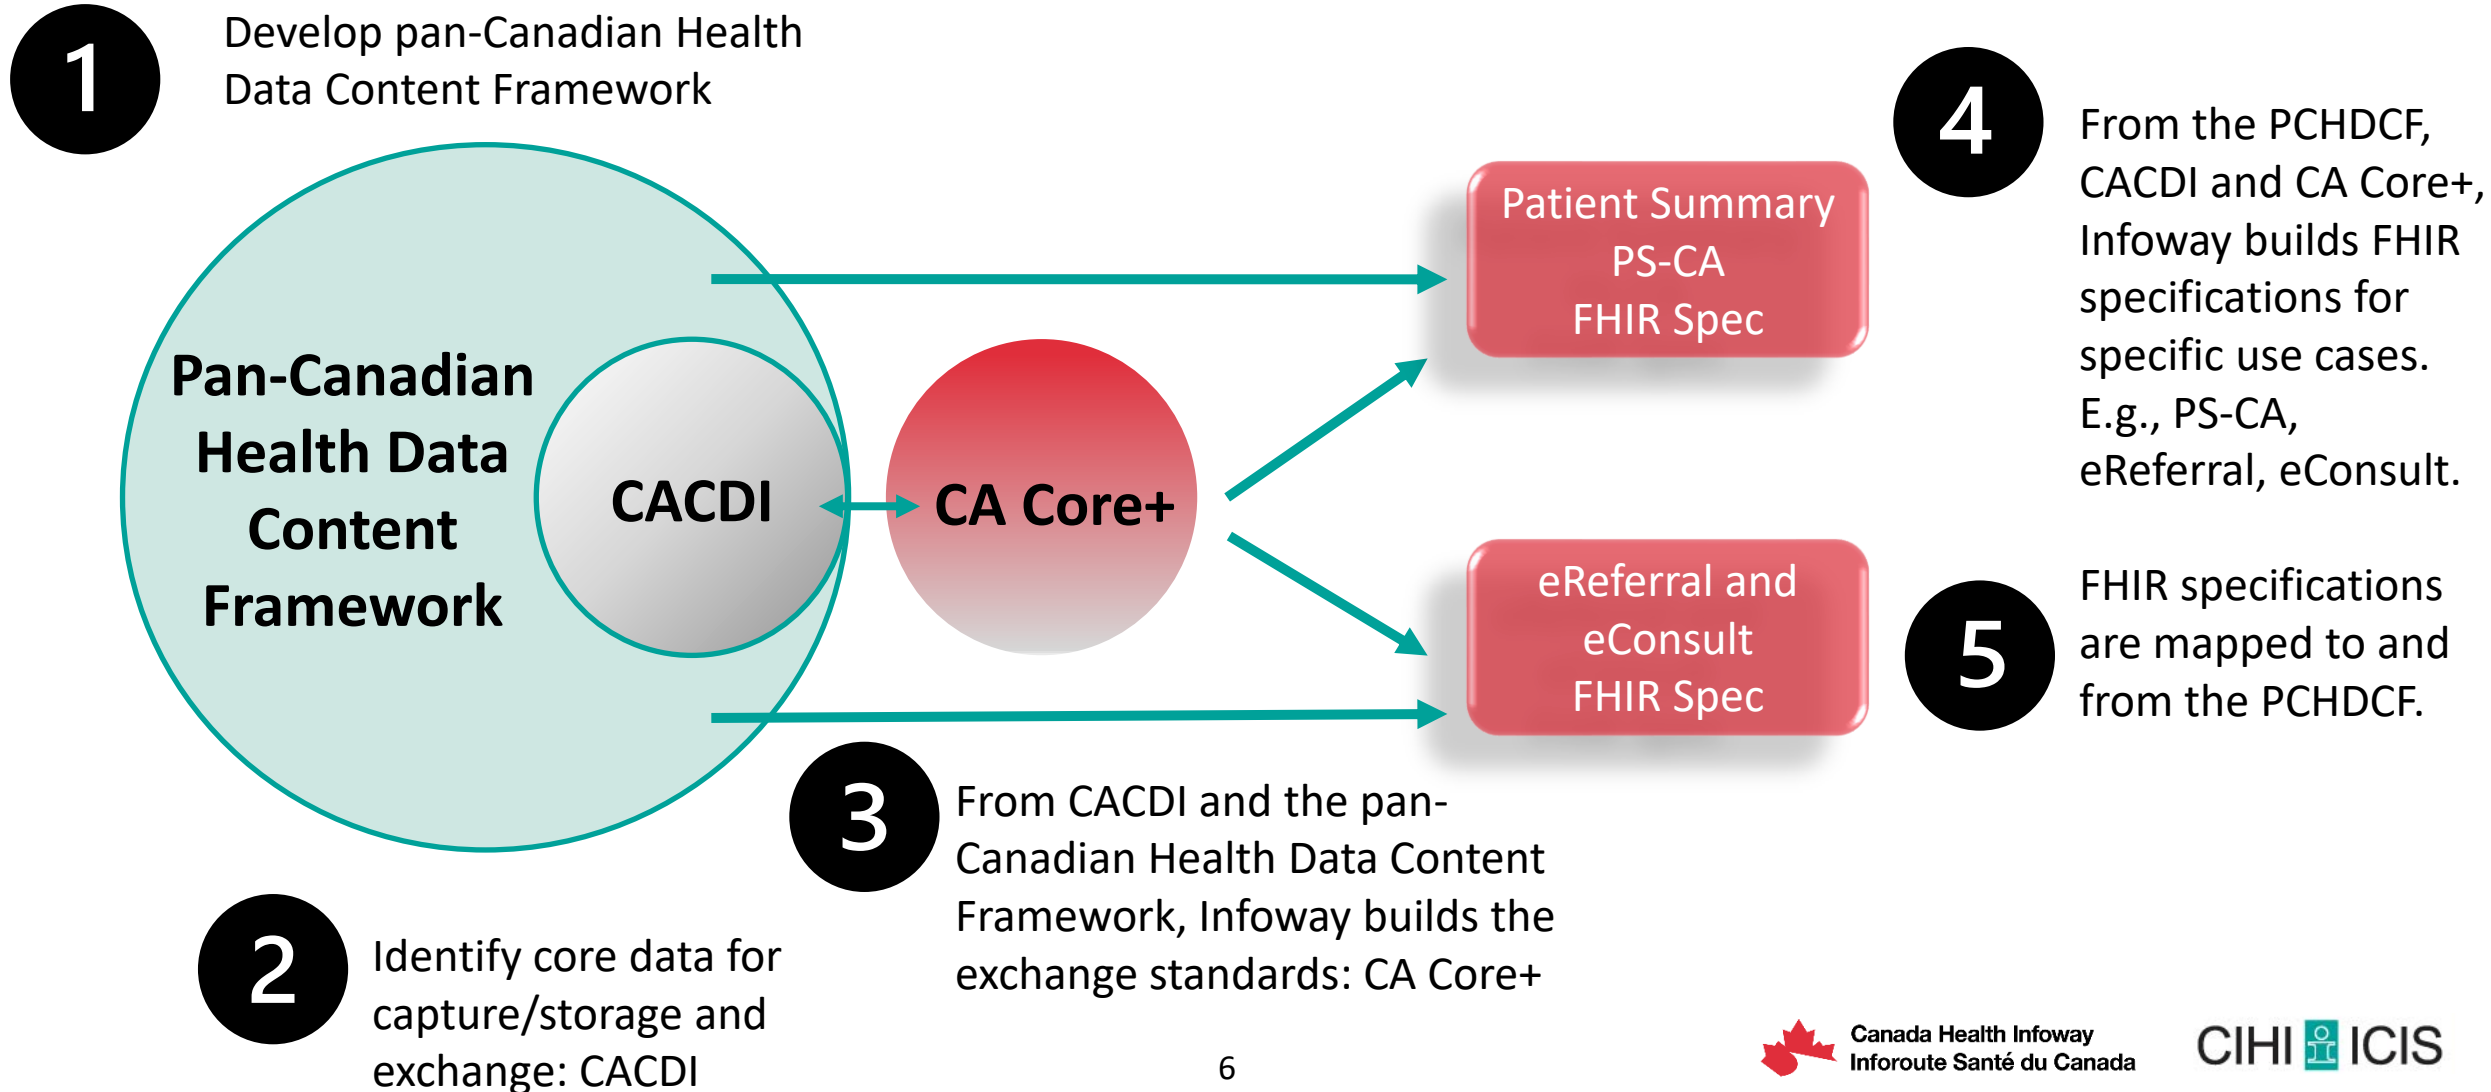 1
Develop pan-Canadian Health
Data Content Framework
Pan-Canadian
Health Data
Content
Framework
CACDI
CA Core+
Patient Summary
PS-CA
FHIR Spec
eReferral and
eConsult
FHIR Spec
2
Identify core data for
capture/storage and
exchange: CACDI
3
From CACDI and the pan-
Canadian Health Data Content
Framework, Infoway builds the
exchange standards: CA Core+
4
From the PCHDCF,
CACDI and CA Core+,
Infoway builds FHIR
specifications for
specific use cases.
E.g., PS-CA,
eReferral, eConsult.
5
FHIR specifications
are mapped to and
from the PCHDCF.
6
Canada Health Infoway
Inforoute Santé du Canada
CIHI ICIS